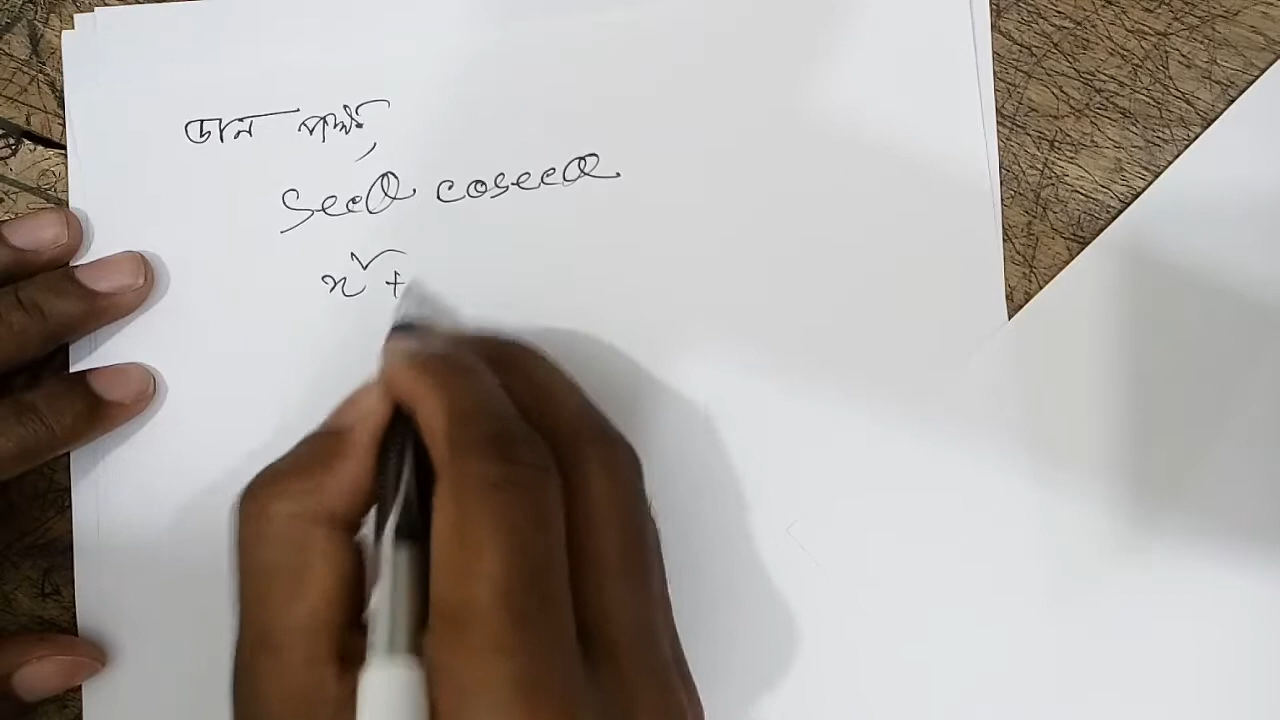 ডান পক্ষ,
secθ cosecθ
x² +